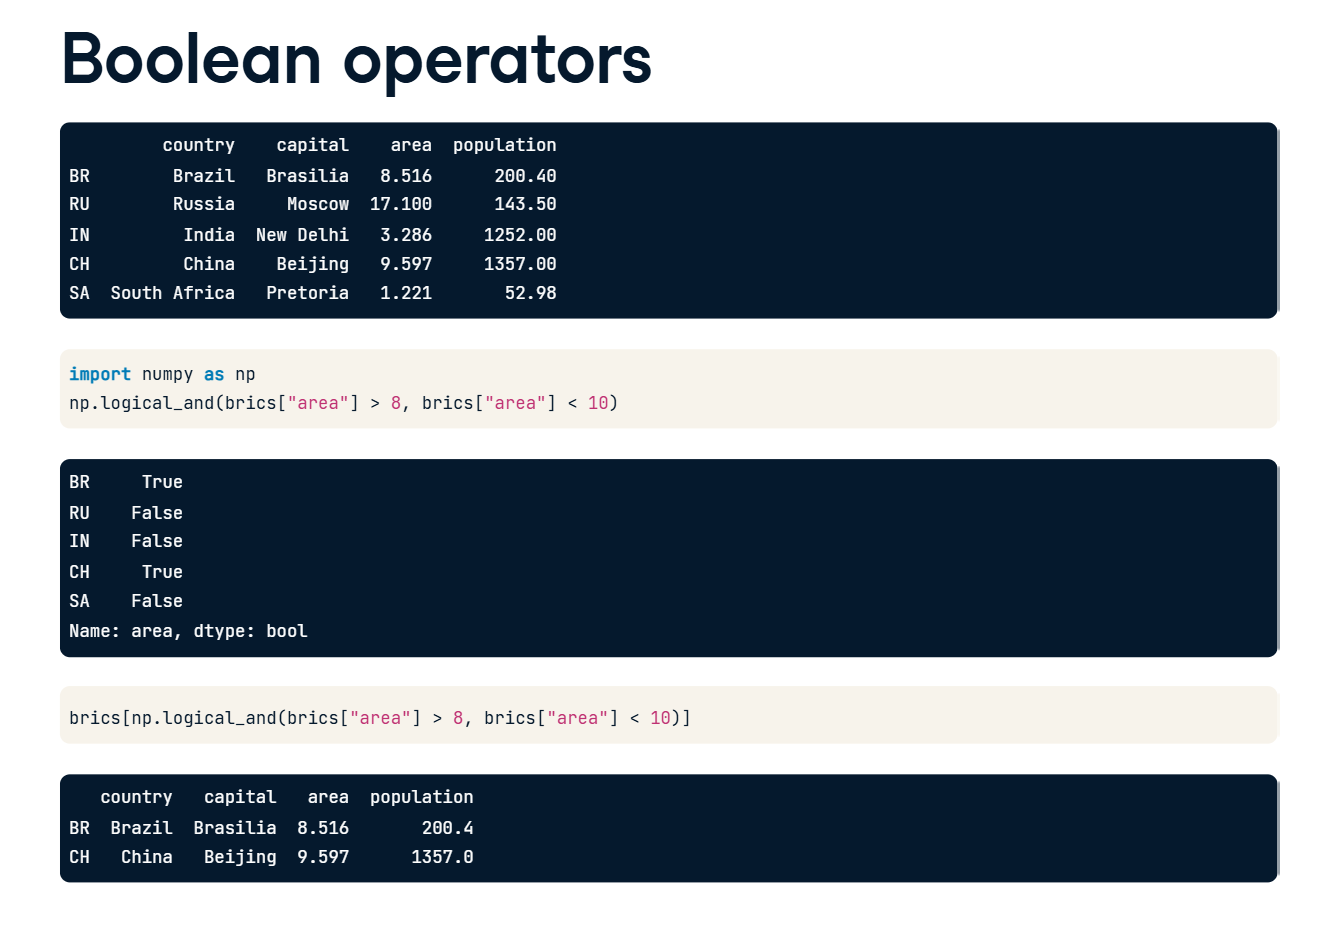 Boolean operators
         country    capital    area  population
BR        Brazil   Brasilia   8.516      200.40
RU        Russia     Moscow  17.100      143.50
IN         India  New Delhi   3.286     1252.00
CH         China    Beijing   9.597     1357.00
SA  South Africa   Pretoria   1.221       52.98
import numpy as np
np.logical_and(brics["area"] > 8, brics["area"] < 10)
BR     True
RU    False
IN    False
CH     True
SA    False
Name: area, dtype: bool
brics[np.logical_and(brics["area"] > 8, brics["area"] < 10)]
   country   capital   area  population
BR  Brazil  Brasilia  8.516       200.4
CH   China   Beijing  9.597      1357.0